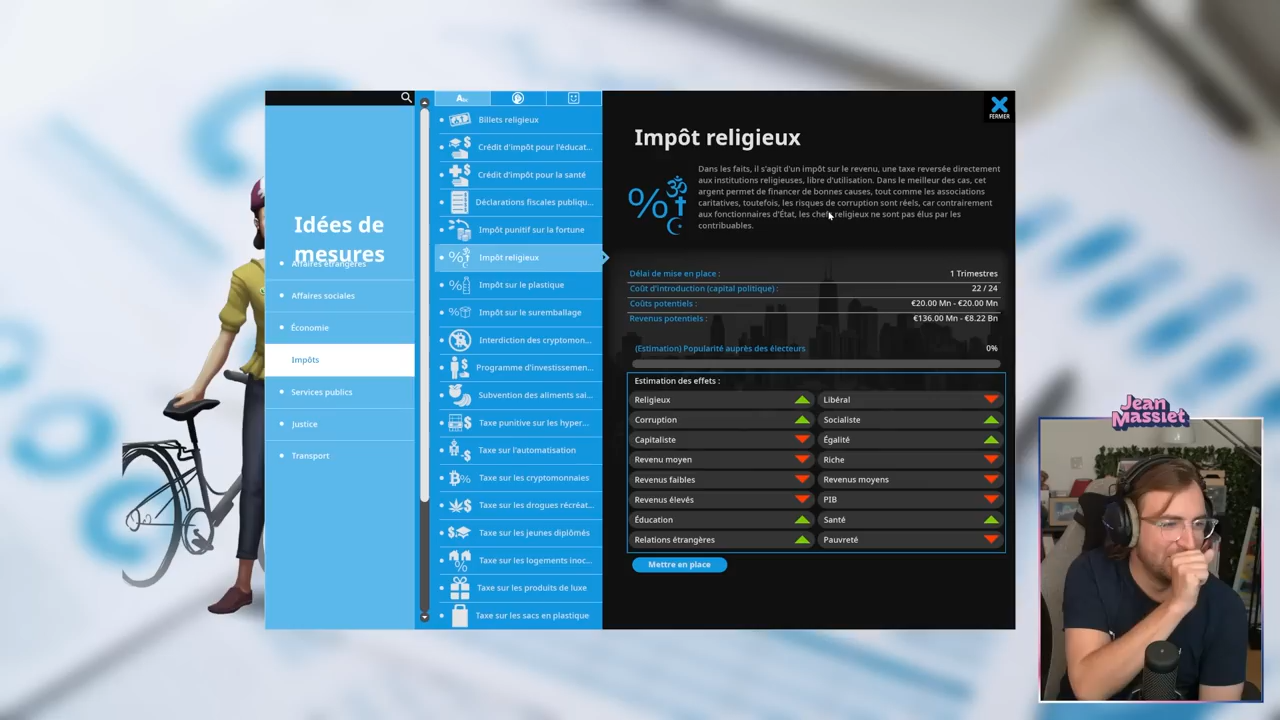 Idées de
mesures
Affaires étrangères
Affaires sociales
Économie
Impôts
Services publics
Justice
Transport
Billets religieux
Crédit d'impôt pour l'éducat...
Crédit d'impôt pour la santé
Déclarations fiscales publiqu...
Impôt punitif sur la fortune
Impôt religieux
Impôt sur le plastique
Impôt sur le suremballage
Interdiction des cryptomon...
Programme d'investissemen...
Subvention des aliments sai...
Taxe punitive sur les hyper...
Taxe sur l'automatisation
Taxe sur les cryptomonnaies
Taxe sur les drogues récréat...
Taxe sur les jeunes diplômés
Taxe sur les logements inoc...
Taxe sur les produits de luxe
Taxe sur les sacs en plastique
FERMER
Impôt religieux
Dans les faits, il s'agit d'un impôt sur le revenu, une taxe reversée directement
aux institutions religieuses, libre d'utilisation. Dans le meilleur des cas, cet
argent permet de financer de bonnes causes, tout comme les associations
caritatives, toutefois, les risques de corruption sont réels, car contrairement
aux fonctionnaires d'État, les chefs religieux ne sont pas élus par les
contribuables.
Délai de mise en place : 1 Trimestres
Coût d'introduction (capital politique) : 22 / 24
Coûts potentiels : €20.00 Mn - €20.00 Mn
Revenus potentiels : €136.00 Mn - €8.22 Bn
(Estimation) Popularité auprès des électeurs 0%
Estimation des effets :
Religieux Libéral
Corruption Socialiste
Capitaliste Égalité
Revenu moyen Riche
Revenus faibles Revenus moyens
Revenus élevés PIB
Éducation Santé
Relations étrangères Pauvreté
Mettre en place
Jean
Massiet